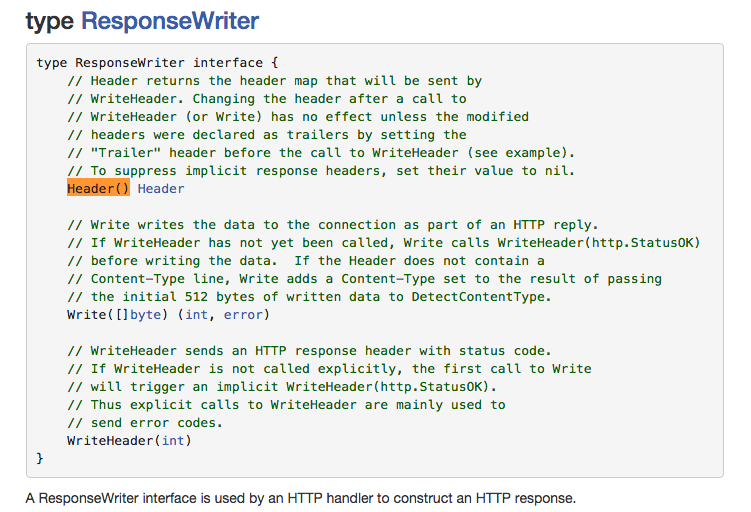 type ResponseWriter
type ResponseWriter interface {
// Header returns the header map that will be sent by
// WriteHeader. Changing the header after a call to
// WriteHeader (or Write) has no effect unless the modified
// headers were declared as trailers by setting the
// "Trailer" header before the call to WriteHeader (see example).
// To suppress implicit response headers, set their value to nil.
Header() Header
// Write writes the data to the connection as part of an HTTP reply.
// If WriteHeader has not yet been called, Write calls WriteHeader(http.StatusOK)
// before writing the data.  If the Header does not contain a
// Content-Type line, Write adds a Content-Type set to the result of passing
// the initial 512 bytes of written data to DetectContentType.
Write([]byte) (int, error)
// WriteHeader sends an HTTP response header with status code.
// If WriteHeader is not called explicitly, the first call to Write
// will trigger an implicit WriteHeader(http.StatusOK).
// Thus explicit calls to WriteHeader are mainly used to
// send error codes.
WriteHeader(int)
}
A ResponseWriter interface is used by an HTTP handler to construct an HTTP response.